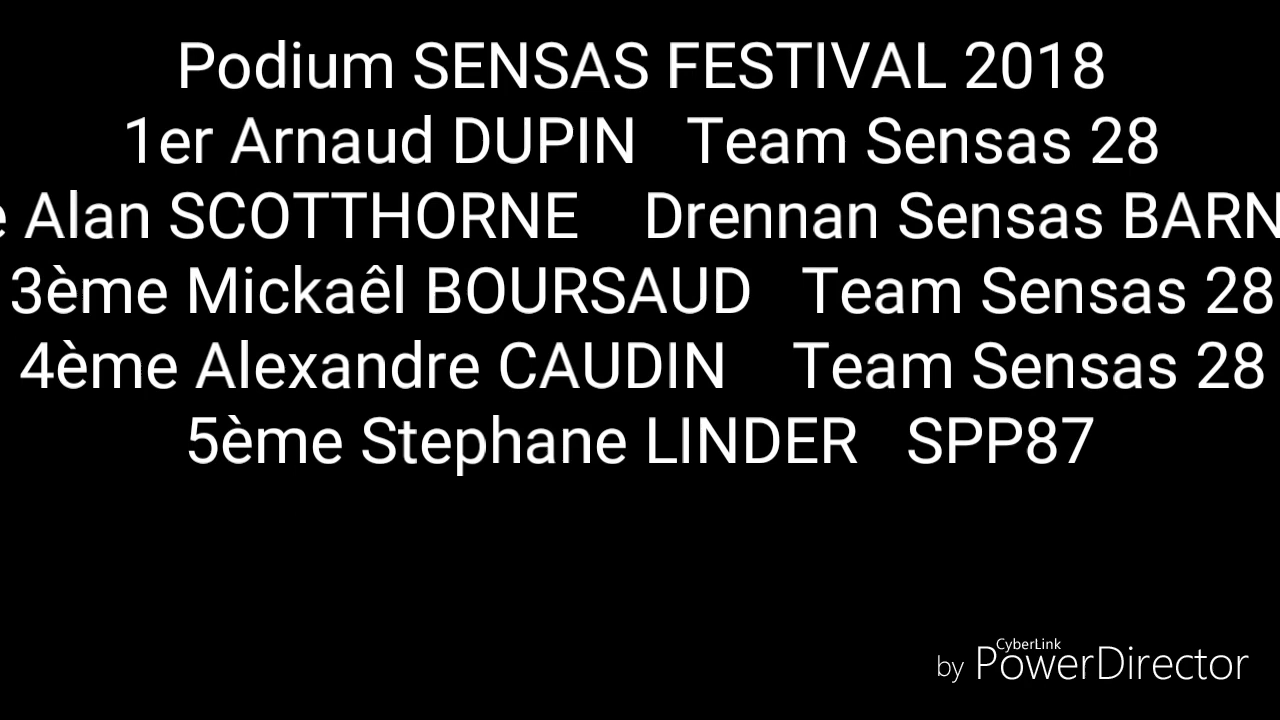 Podium SENSAS FESTIVAL 2018
1er Arnaud DUPIN Team Sensas 28
e Alan SCOTTHORNE Drennan Sensas BARN
3ème Mickaêl BOURSAUD Team Sensas 28
4ème Alexandre CAUDIN Team Sensas 28
5ème Stephane LINDER SPP87
CyberLink
by PowerDirector